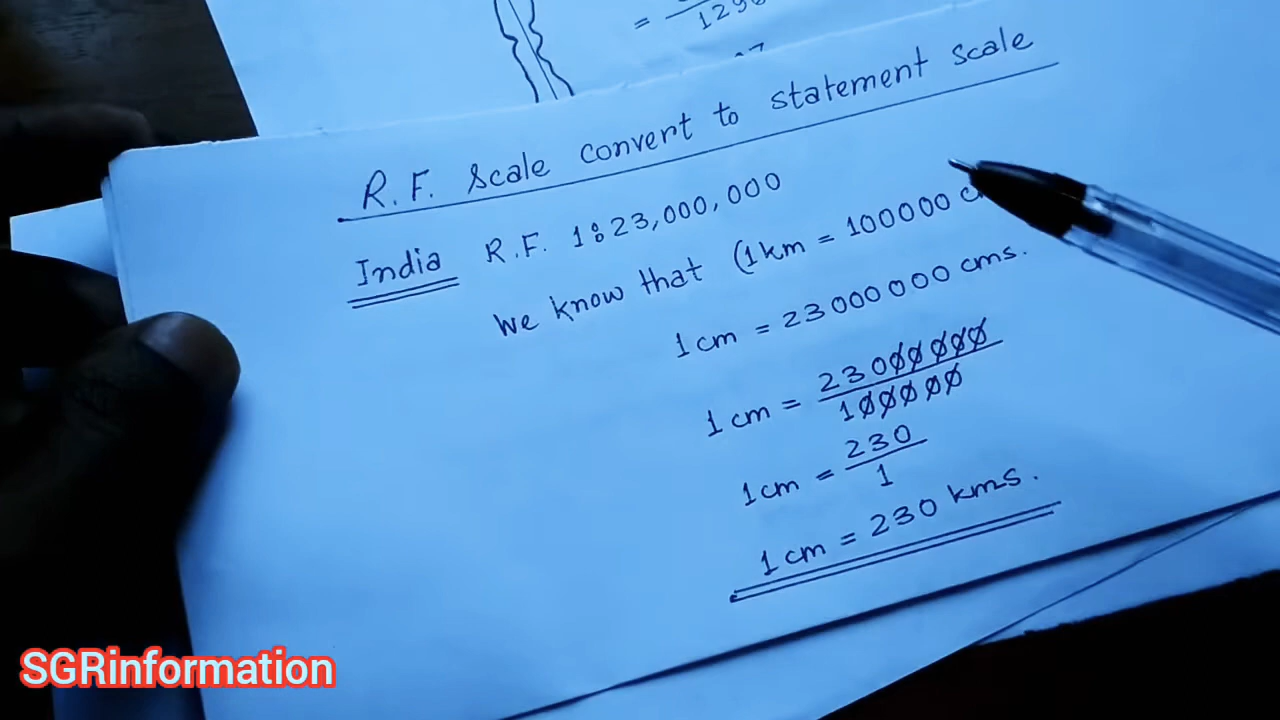 = 129
R.F. Scale convert to statement scale
India R.F. 1:23,000,000
We know that (1km = 100000
1 cm = 23000000 cms.
1 cm = 23000000
100000
1 cm = 230
1
1 cm = 230 kms.
SGRinformation